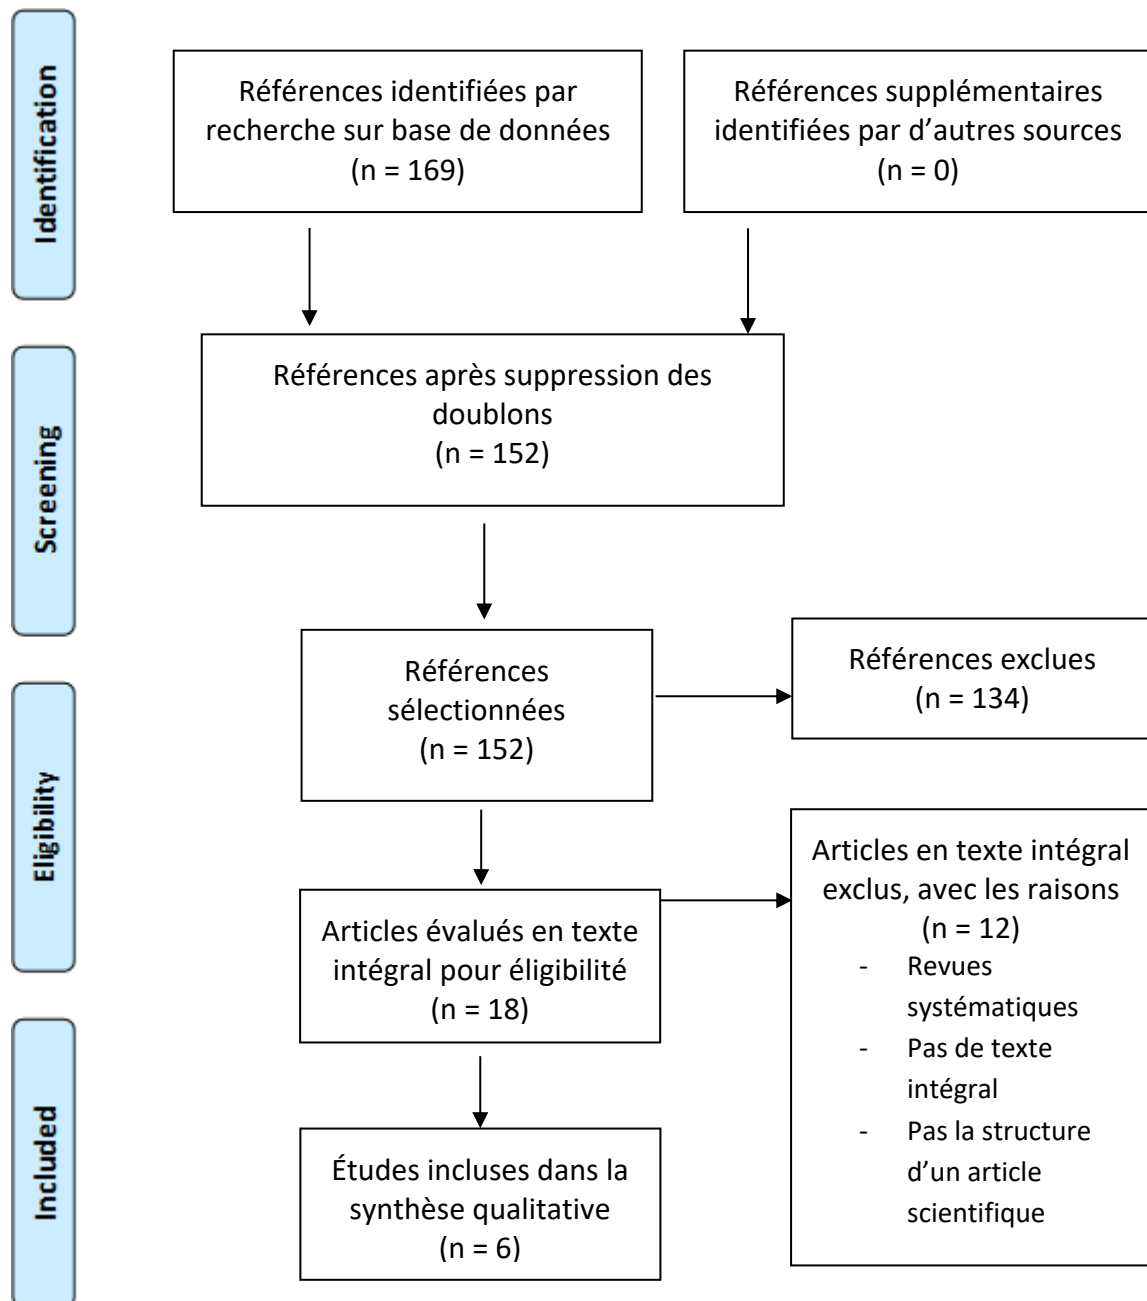 Identification
Références identifiées par
recherche sur base de données
(n = 169)
Références supplémentaires
identifiées par d’autres sources
(n = 0)
Screening
Références après suppression des
doublons
(n = 152)
Références
sélectionnées
(n = 152)
Références exclues
(n = 134)
Eligibility
Articles évalués en texte
intégral pour éligibilité
(n = 18)
Articles en texte intégral
exclus, avec les raisons
(n = 12)
- Revues
systématiques
- Pas de texte
intégral
- Pas la structure
d’un article
scientifique
Included
Études incluses dans la
synthèse qualitative
(n = 6)